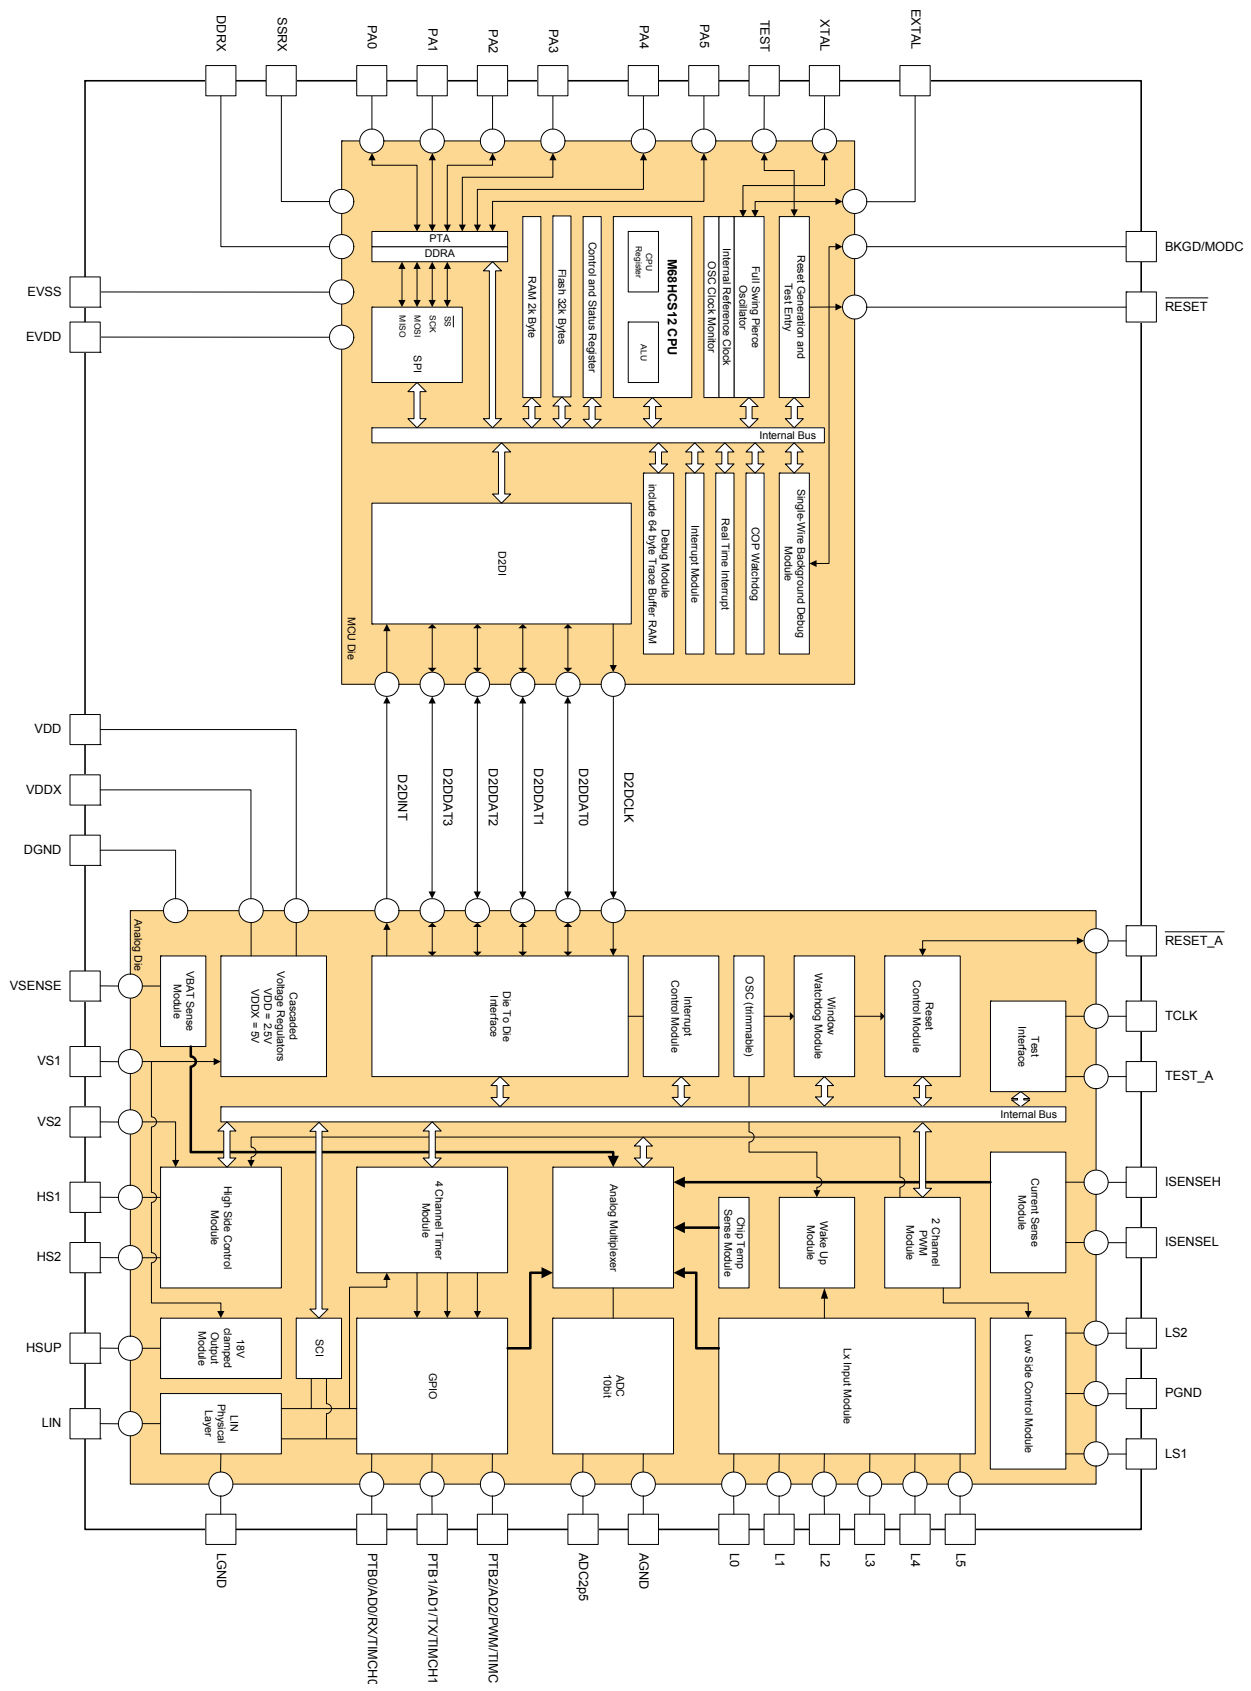 DDRX
SSRX
PA0
PA1
PA2
PA3
PA4
PA5
TEST
XTAL
EXTAL
BKGD/MODC
RESET
EVSS
EVDD
PTA
DDRA
MISO
MOSI
SCK
SS
SPI
RAM 2k Byte
Flash 32k Bytes
Control and Status Register
CPU
Register
ALU
M68HCS12 CPU
OSC Clock Monitor
Internal Reference Clock
Full Swing Pierce
Oscillator
Reset Generation and
Test Entry
Internal Bus
D2DI
Debug Module
include 64 byte Trace Buffer RAM
Interrupt Module
Real Time Interrupt
COP Watchdog
Single-Wire Background Debug
Module
MCU Die
D2DINT
D2DDAT3
D2DDAT2
D2DDAT1
D2DDAT0
D2DCLK
VDD
VDDX
DGND
Analog Die
VSENSE
VS1
VS2
HS1
HS2
HSUP
LIN
VBAT Sense
Module
Cascaded
Voltage Regulators
VDD = 2.5V
VDDX = 5V
Die To Die
Interface
Interrupt
Control Module
OSC (trimmable)
Window
Watchdog Module
Reset
Control Module
Test
Interface
RESET_A
TCLK
TEST_A
Internal Bus
High Side Control
Module
4 Channel Timer
Module
Analog Multiplexer
Chip Temp
Sense Module
Wake Up
Module
2 Channel
PWM
Module
Current Sense
Module
ISENSEH
ISENSEL
18V
clamped
Output
Module
SCI
GPIO
ADC
10bit
Lx Input Module
Low Side Control Module
LS2
PGND
LS1
LIN
Physical
Layer
LGND
PTB0/AD0/RX/TIMCH0
PTB1/AD1/TX/TIMCH1
PTB2/AD2/PWM/TIMC
ADC2p5
AGND
L0
L1
L2
L3
L4
L5